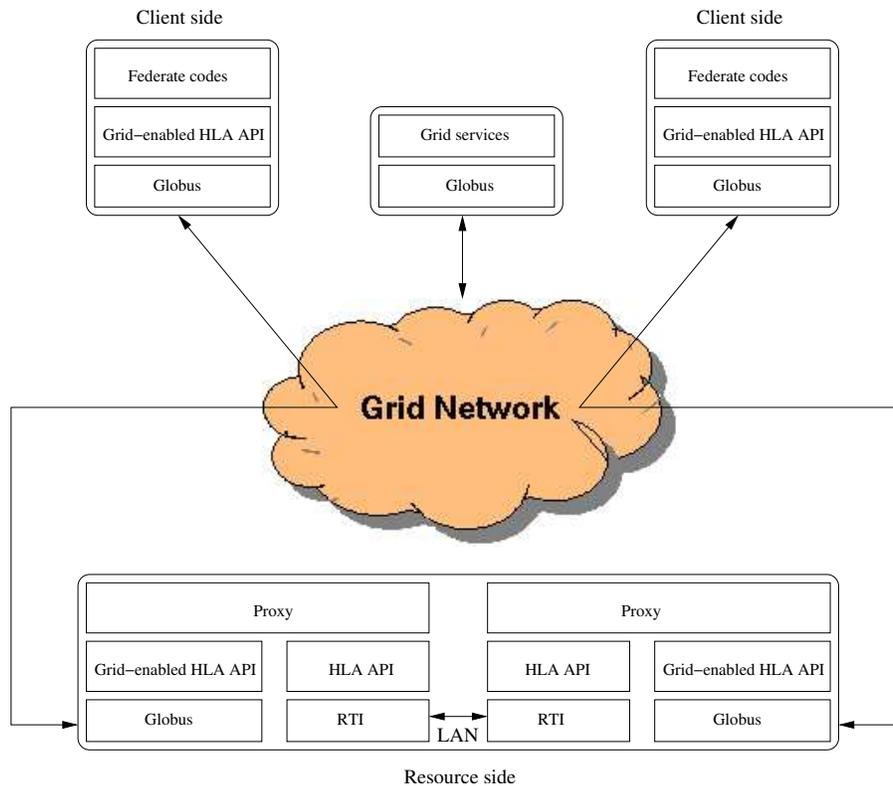 Client side
Client side
Federate codes
Grid−enabled HLA API
Globus
Grid services
Globus
Federate codes
Grid−enabled HLA API
Globus
Grid Network
Proxy
Proxy
Grid−enabled HLA API
HLA API
HLA API
Grid−enabled HLA API
Globus
RTI
LAN
RTI
Globus
Resource side